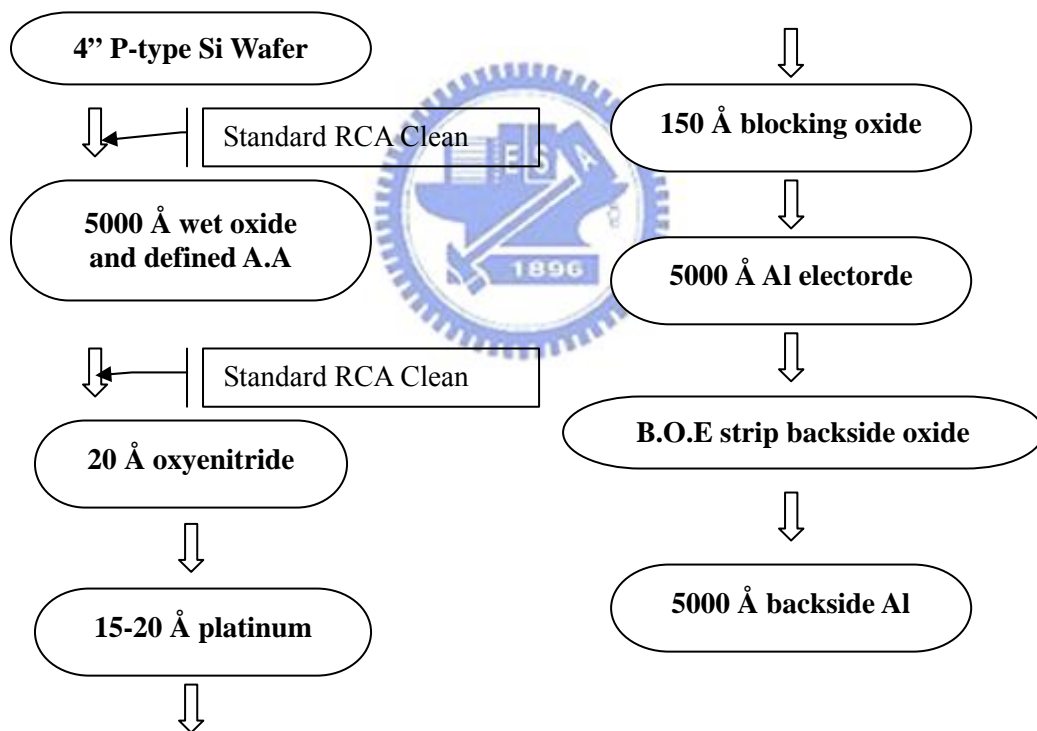 4” P-type Si Wafer
Standard RCA Clean
5000 Å wet oxide
and defined A.A
Standard RCA Clean
20 Å oxyenitride
15-20 Å platinum
150 Å blocking oxide
E S A
1896
5000 Å Al electorde
B.O.E strip backside oxide
5000 Å backside Al